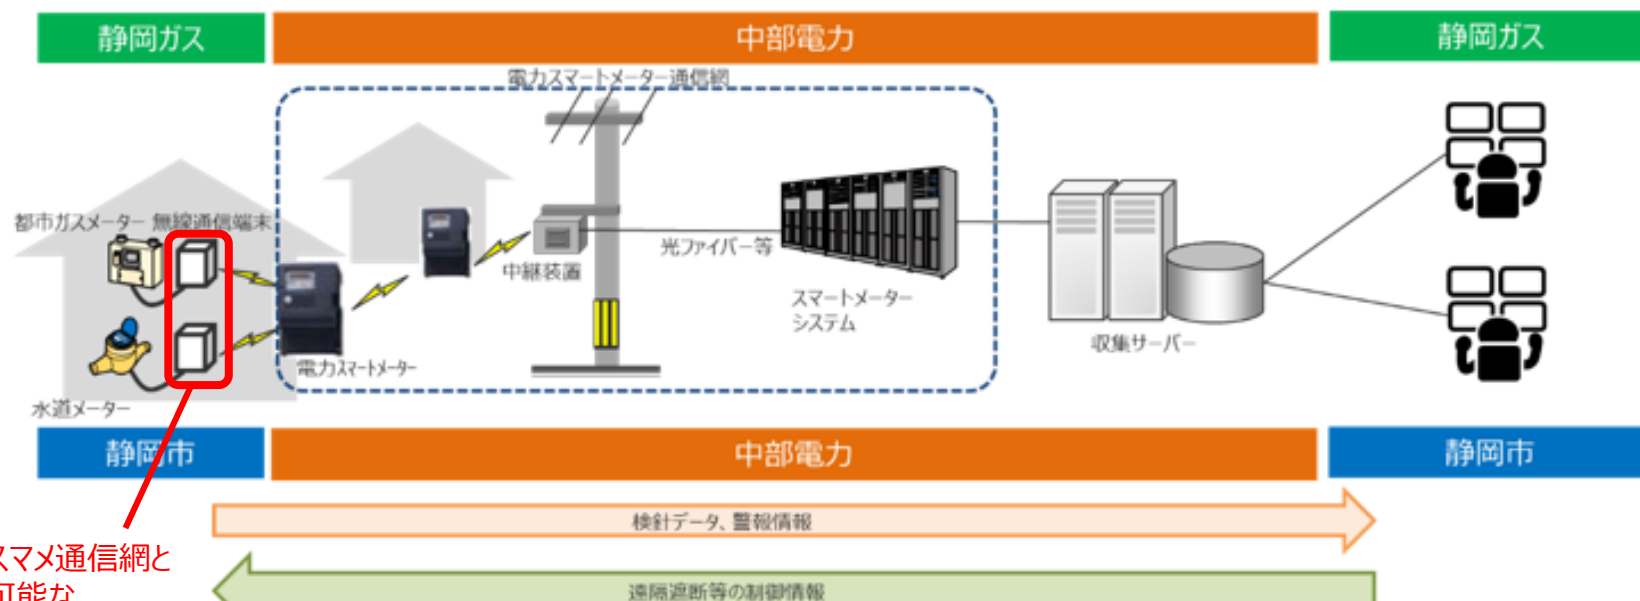 静岡ガス
中部電力
静岡ガス
電力スマートメーター通信網
都市ガスメーター 無線通信端末
中継装置
光ファイバー等
スマートメーター
システム
収集サーバー
電力スマートメーター
水道メーター
静岡市
中部電力
静岡市
検針データ、警報情報
スマメ通信網と
可能な
遠隔遮断等の制御情報